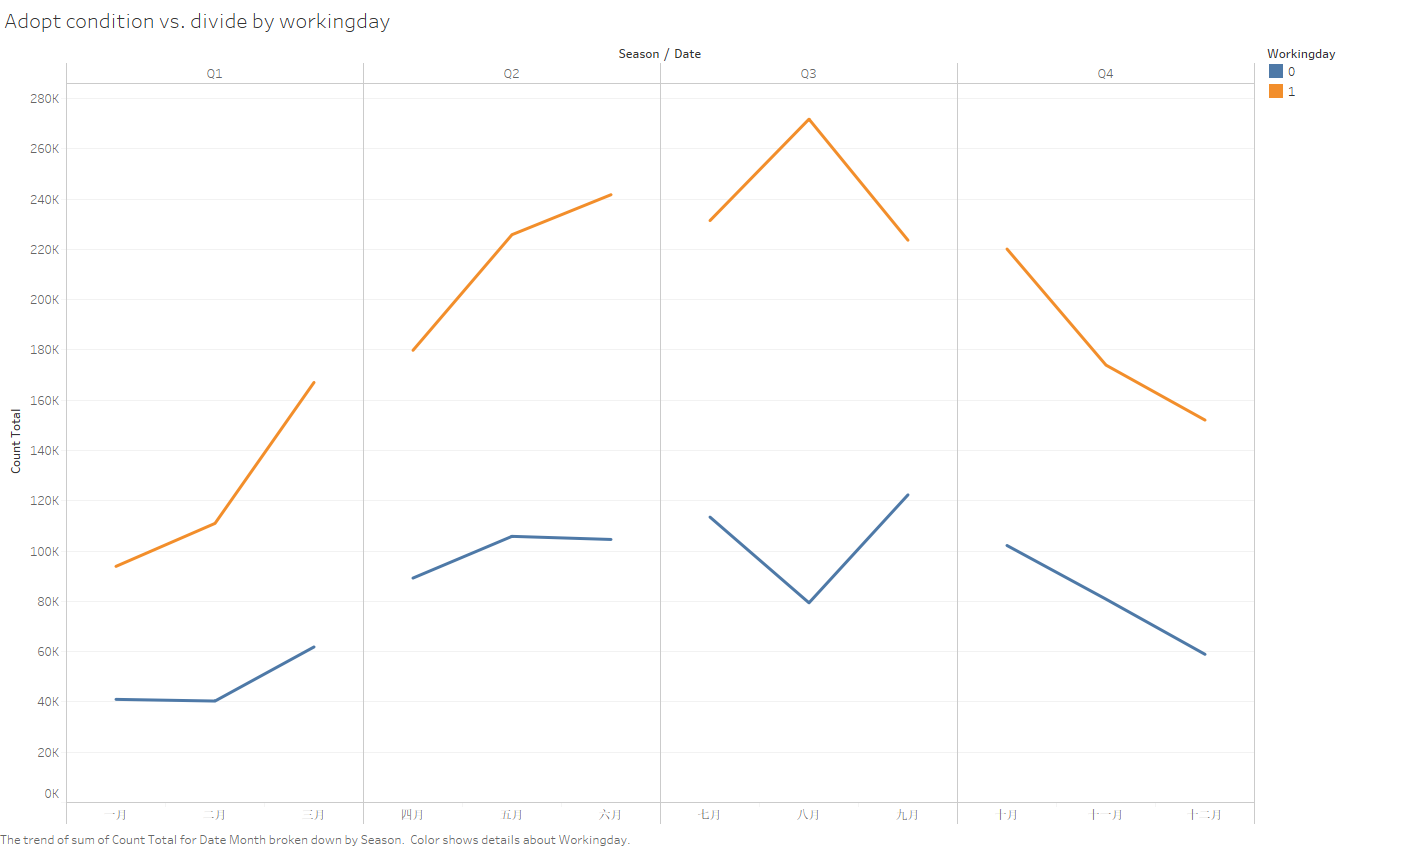 Adopt condition vs. divide by workingday
Season / Date
Workingday
Q1 Q2 Q3 Q4
0
1
280K
260K
240K
220K
200K
180K
160K
140K
120K
100K
80K
60K
40K
20K
0K
Count Total
一月 二月 三月 四月 五月 六月 七月 八月 九月 十月 十一月 十二月
The trend of sum of Count Total for Date Month broken down by Season. Color shows details about Workingday.